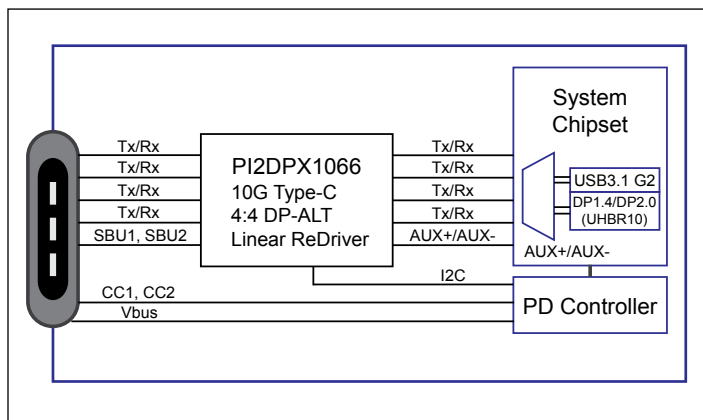 Tx/Rx
Tx/Rx
Tx/Rx
Tx/Rx
SBU1, SBU2
PI2DPX1066
10G Type-C
4:4 DP-ALT
Linear ReDriver
Tx/Rx
Tx/Rx
Tx/Rx
Tx/Rx
AUX+/AUX-
System
Chipset
USB3.1 G2
DP1.4/DP2.0
(UHBR10)
AUX+/AUX-
I2C
CC1, CC2
Vbus
PD Controller